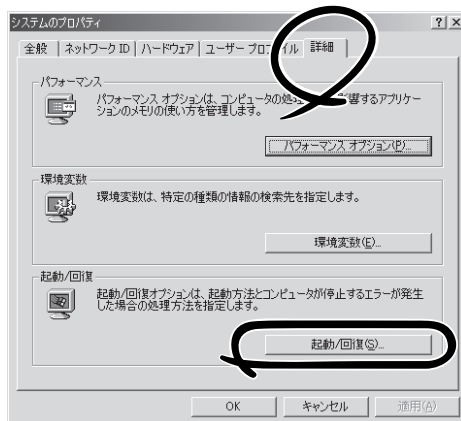 システムのプロパティ
全般 ネットワーク ID ハードウェア ユーザー プロ イル 詳細
パフォーマンス
パフォーマンス オプションは、コンピュータの処 響するアプリケー
ションのメモリの使い方を管理します。
パフォーマンス オプション(P)...
環境変数
環境変数は、特定の種類の情報の検索先を指定します。
環境変数(E)...
起動/回復
起動/回復オプションは、起動方法とコンピュータが停止するエラーが発生
した場合の処理方法を指定します。
起動/回復(S)...
OK キャンセル 適用(A)